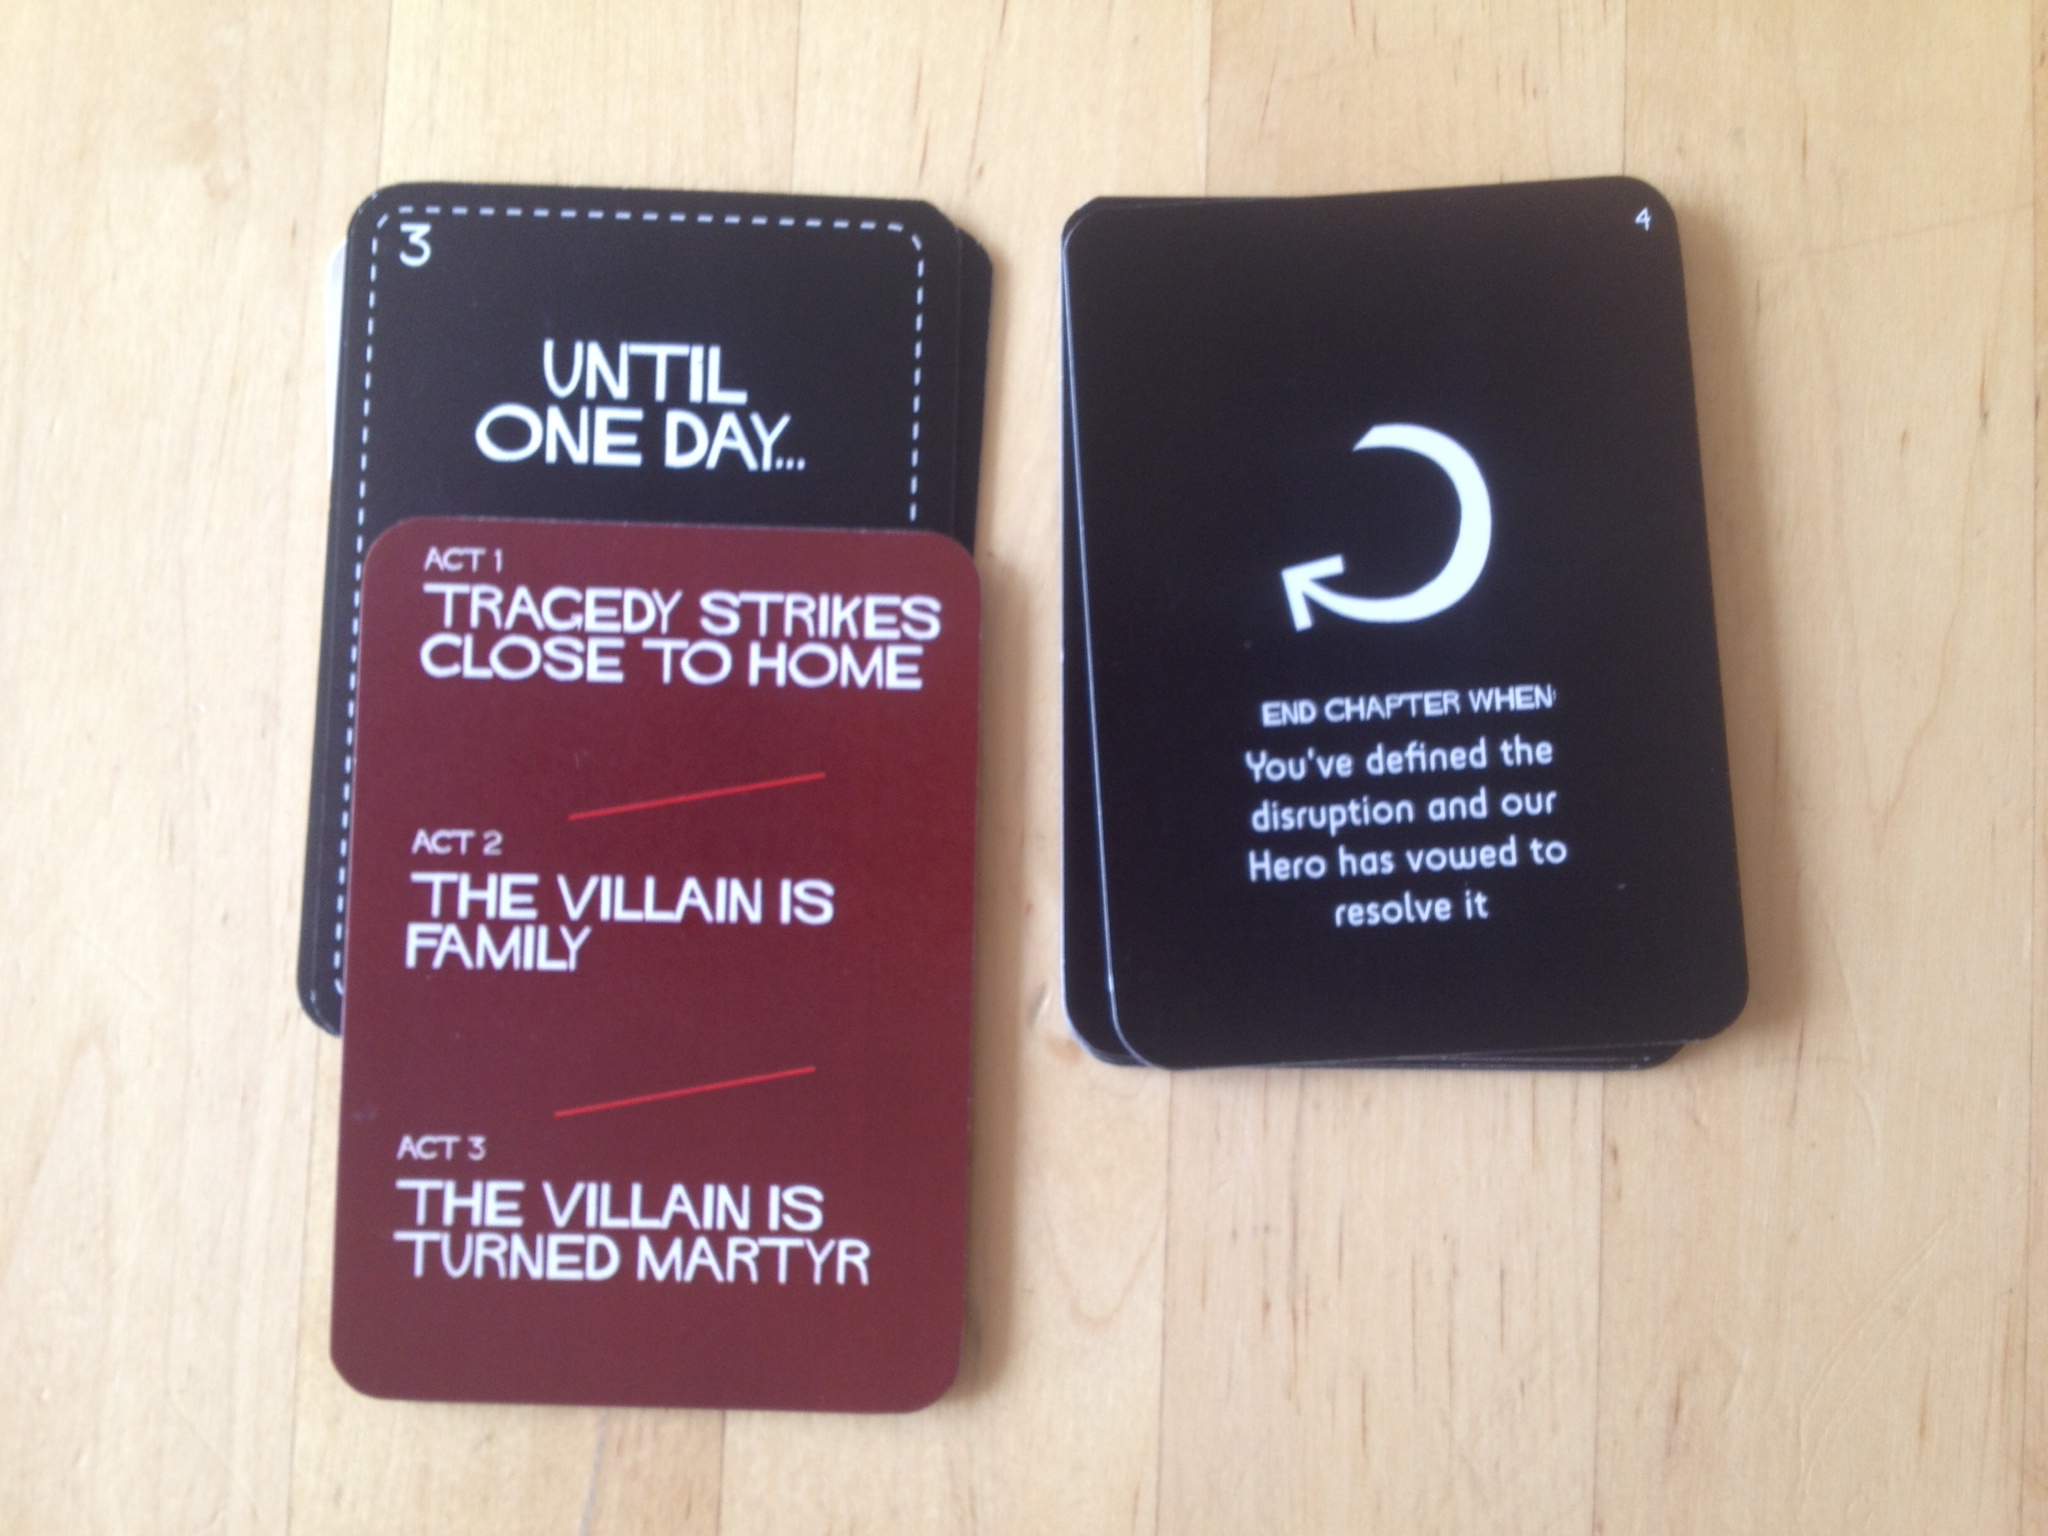 3
UNTIL
ONE DAY...
ACT 1
TRAGEDY STRIKES
CLOSE TO HOME
ACT 2
THE VILLAIN IS
FAMILY
ACT 3
THE VILLAIN IS
TURNED MARTYR
4
END CHAPTER WHEN:
You've defined the
disruption and our
Hero has vowed to
resolve it